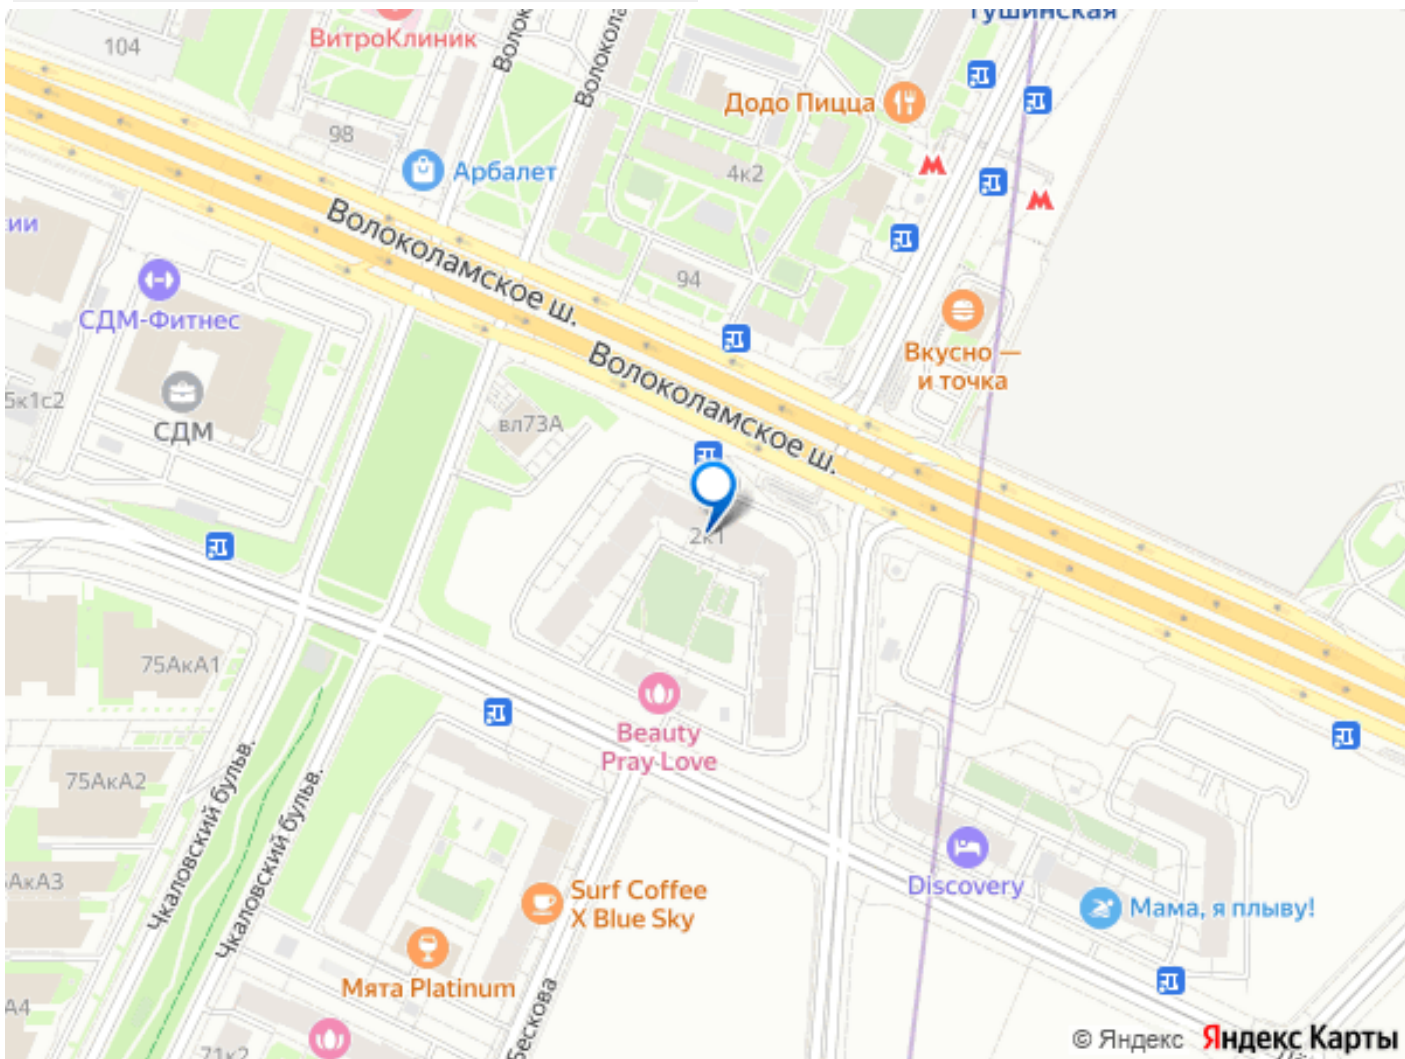 Тушинская
ВитроКлиник
104
Волок
Волокола
Додо Пицца
98
Арбалет
4к2
Волоколамское ш.
ии
94
СДМ-Фитнес
Вкусно —
и точка
Волоколамское ш.
5к1с2
СДМ
вл73А
2к1
75АкА1
Beauty
Pray Love
75АкА2
Чкаловский бульв.
Чкаловский бульв.
АкА3
Surf Coffee
X Blue Sky
Discovery
Мама, я плыву!
Мята Platinum
А4
Бескова
71к2
© Яндекс Яндекс Карты